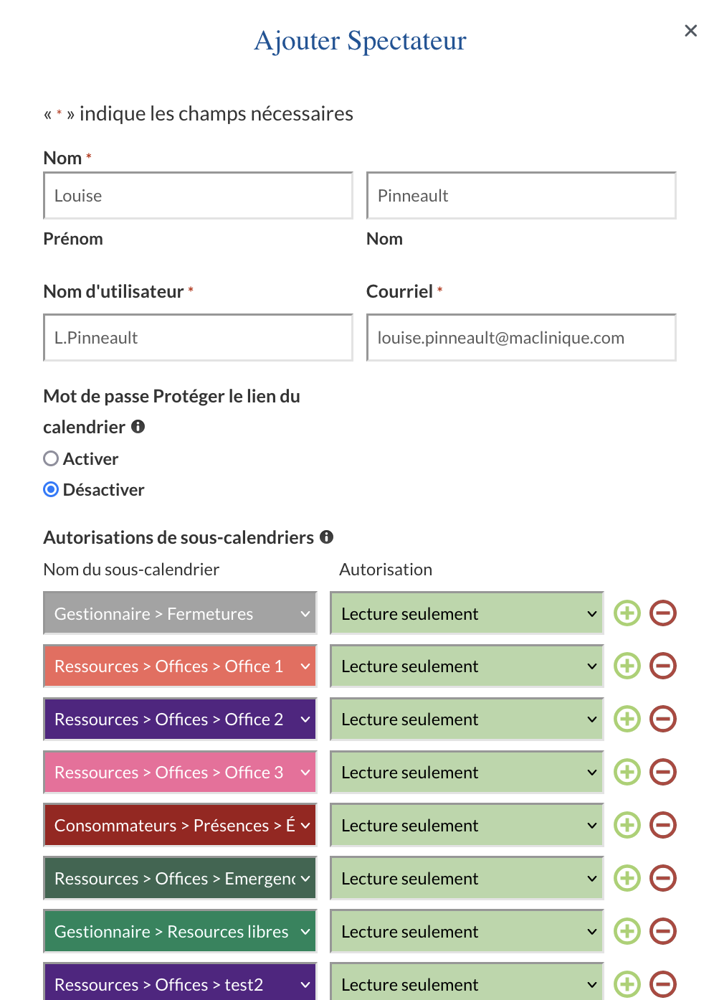 Ajouter Spectateur
« * » indique les champs nécessaires
Nom *
Louise
Pinneault
Prénom
Nom
Nom d'utilisateur *
Courriel *
L.Pinneault
louise.pinneault@maclinique.com
Mot de passe Protéger le lien du
calendrier
Activer
Désactiver
Autorisations de sous-calendriers
Nom du sous-calendrier
Autorisation
Gestionnaire > Fermetures
Lecture seulement
Ressources > Offices > Office 1
Lecture seulement
Ressources > Offices > Office 2
Lecture seulement
Ressources > Offices > Office 3
Lecture seulement
Consommateurs > Présences > É
Lecture seulement
Ressources > Offices > Emergenc
Lecture seulement
Gestionnaire > Resources libres
Lecture seulement
Ressources > Offices > test2
Lecture seulement